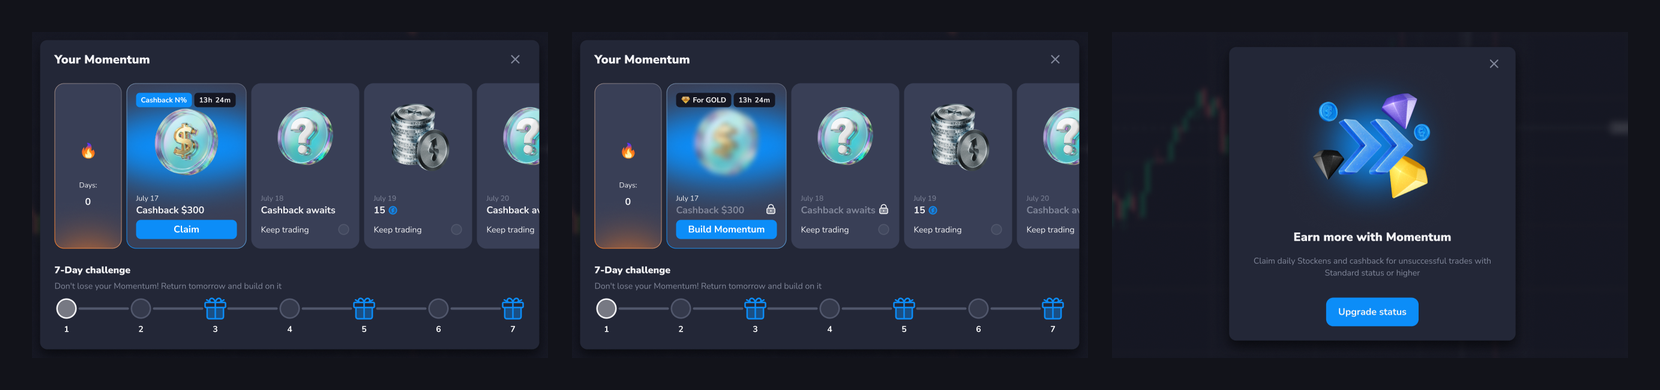 Your Momentum
Cashback N% 13h 24m
Days:
0
July 17
Cashback $300
Claim
July 18
Cashback awaits
Keep trading
July 19
15
Keep trading
July 20
Cashback aw
Keep trading
7-Day challenge
Don't lose your Momentum! Return tomorrow and build on it
1 2 3 4 5 6 7
Your Momentum
For GOLD 13h 24m
Days:
0
July 17
Cashback $300
Build Momentum
July 18
Cashback awaits
Keep trading
July 19
15
Keep trading
July 20
Cashback aw
Keep trading
7-Day challenge
Don't lose your Momentum! Return tomorrow and build on it
1 2 3 4 5 6 7
Earn more with Momentum
Claim daily Stockens and cashback for unsuccessful trades with
Standard status or higher
Upgrade status